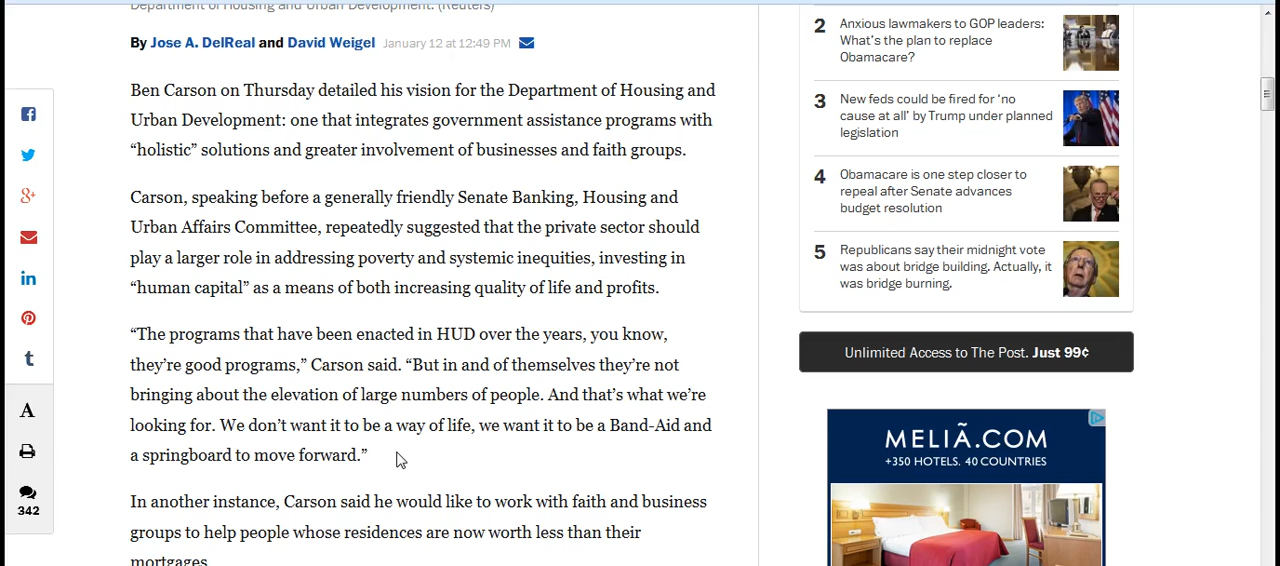 Department of Housing and Urban Development. (Reuters)
By Jose A. DelReal and David Weigel January 12 at 12:49 PM
Ben Carson on Thursday detailed his vision for the Department of Housing and
Urban Development: one that integrates government assistance programs with
“holistic” solutions and greater involvement of businesses and faith groups.
Carson, speaking before a generally friendly Senate Banking, Housing and
Urban Affairs Committee, repeatedly suggested that the private sector should
play a larger role in addressing poverty and systemic inequities, investing in
“human capital” as a means of both increasing quality of life and profits.
“The programs that have been enacted in HUD over the years, you know,
they’re good programs,” Carson said. “But in and of themselves they’re not
bringing about the elevation of large numbers of people. And that’s what we’re
looking for. We don’t want it to be a way of life, we want it to be a Band-Aid and
a springboard to move forward.”
In another instance, Carson said he would like to work with faith and business
groups to help people whose residences are now worth less than their
mortgages
A
342
2
Anxious lawmakers to GOP leaders:
What’s the plan to replace
Obamacare?
3
New feds could be fired for ‘no
cause at all’ by Trump under planned
legislation
4
Obamacare is one step closer to
repeal after Senate advances
budget resolution
5
Republicans say their midnight vote
was about bridge building. Actually, it
was bridge burning.
Unlimited Access to The Post. Just 99¢
MELIÃ.COM
+350 HOTELS. 40 COUNTRIES